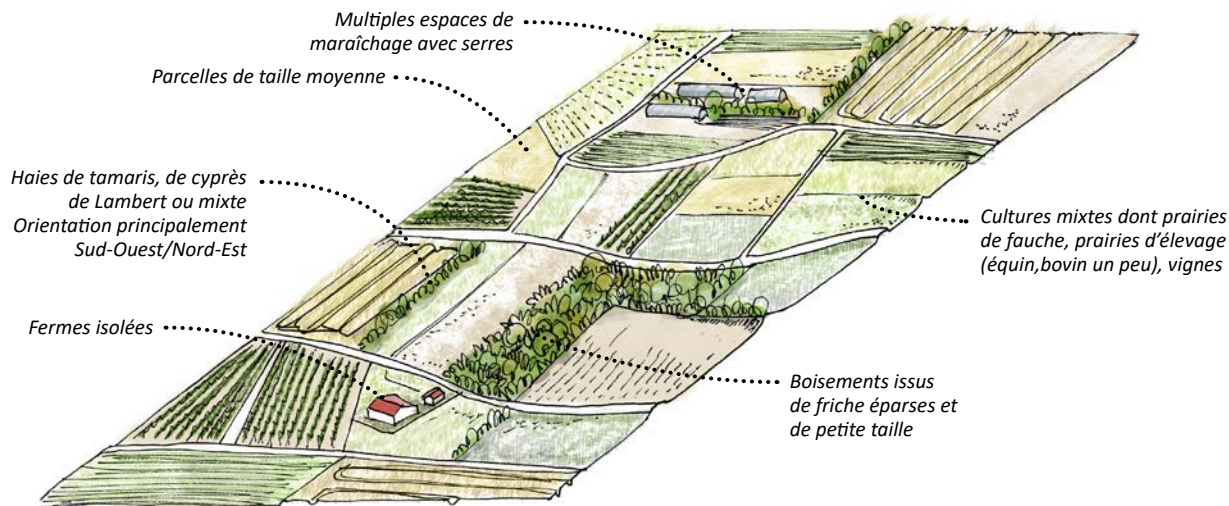 Multiples espaces de
maraîchage avec serres
Parcelles de taille moyenne
Haies de tamaris, de cyprès
de Lambert ou mixte
Orientation principalement
Sud-Ouest/Nord-Est
Cultures mixtes dont prairies
de fauche, prairies d'élevage
(équin,bovin un peu), vignes
Fermes isolées
Boisements issus
de friche éparses et
de petite taille